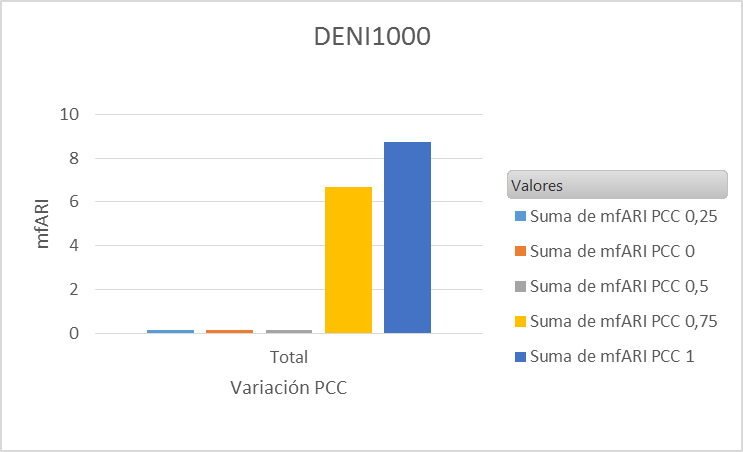 DENI1000
10
8
6
4
2
0
mfARI
Total
Variación PCC
Valores
Suma de mfARI PCC 0,25
Suma de mfARI PCC 0
Suma de mfARI PCC 0,5
Suma de mfARI PCC 0,75
Suma de mfARI PCC 1